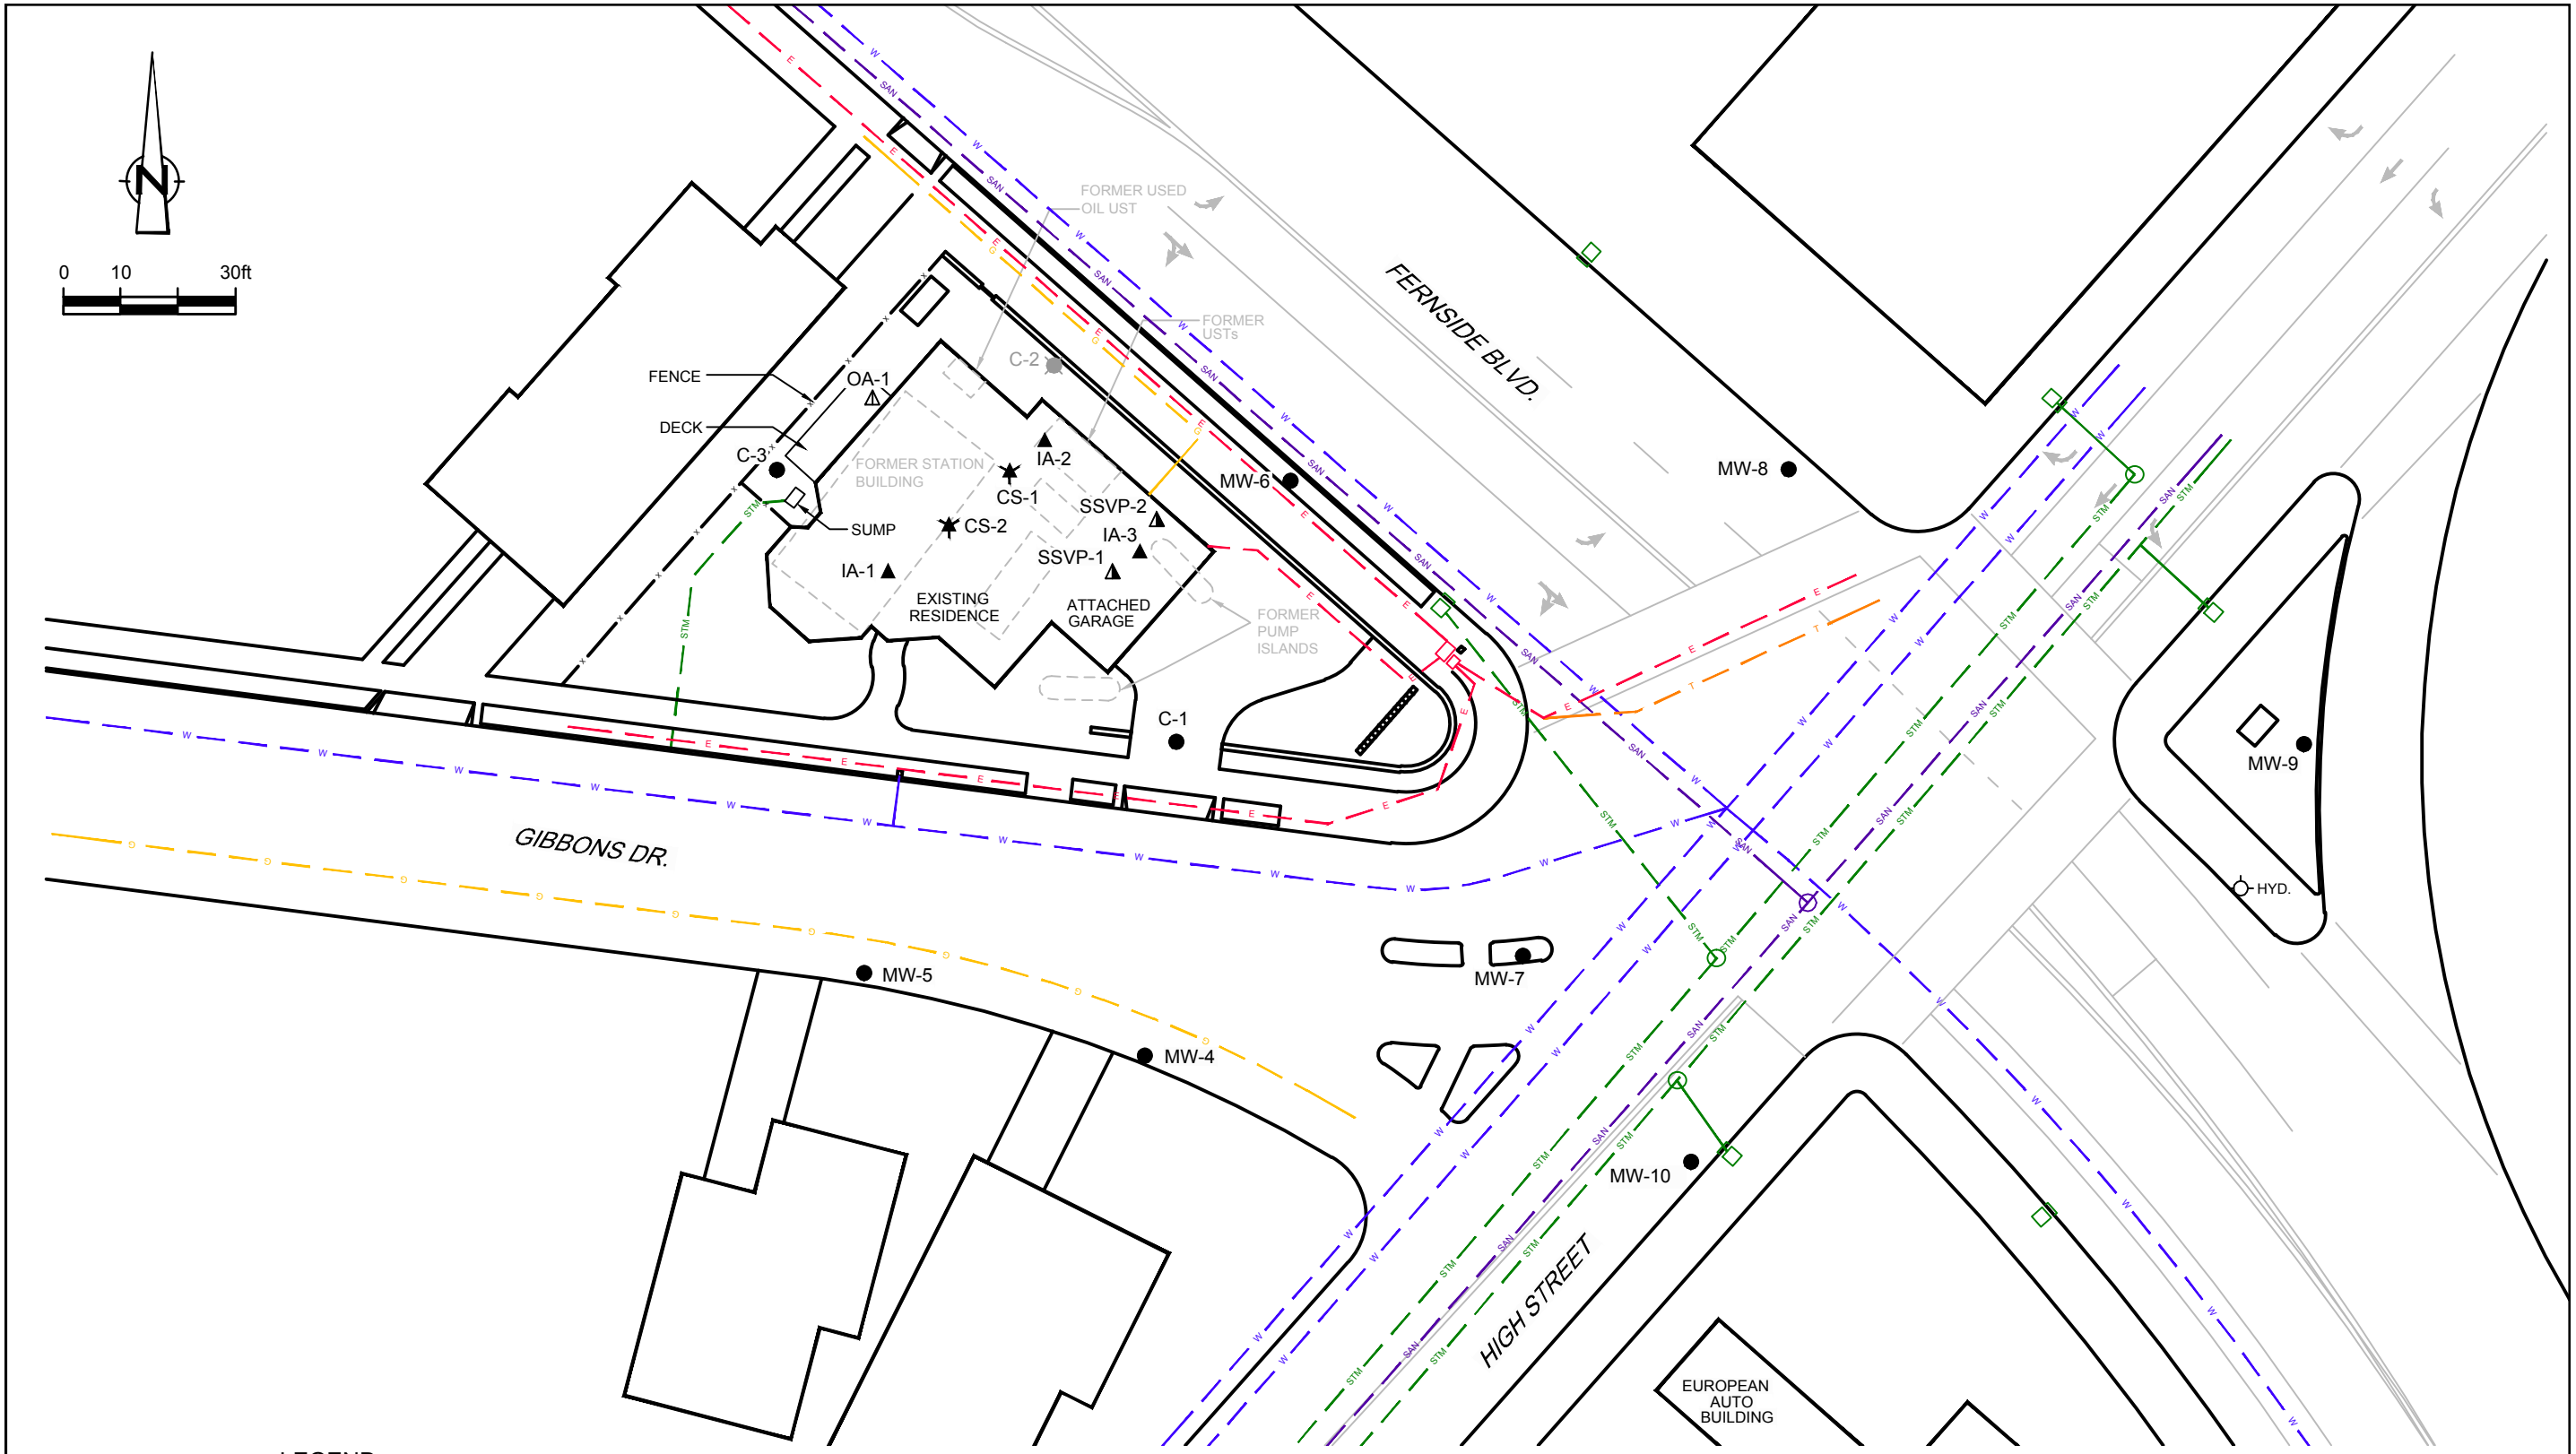 N
0 10 30ft
FORMER USED
OIL UST
FORMER
USTs
FERNSIDE BLVD.
C-2
FENCE
OA-1
DECK
C-3
FORMER STATION
BUILDING
IA-2
CS-1
MW-6
MW-8
SSVP-2
CS-2
SUMP
IA-3
SSVP-1
IA-1
EXISTING
RESIDENCE
ATTACHED
GARAGE
FORMER
PUMP
ISLANDS
C-1
MW-9
GIBBONS DR.
HYD.
MW-5
MW-7
MW-4
MW-10
HIGH STREET
EUROPEAN
AUTO
BUILDING
E
SAN
W
G
STM
T